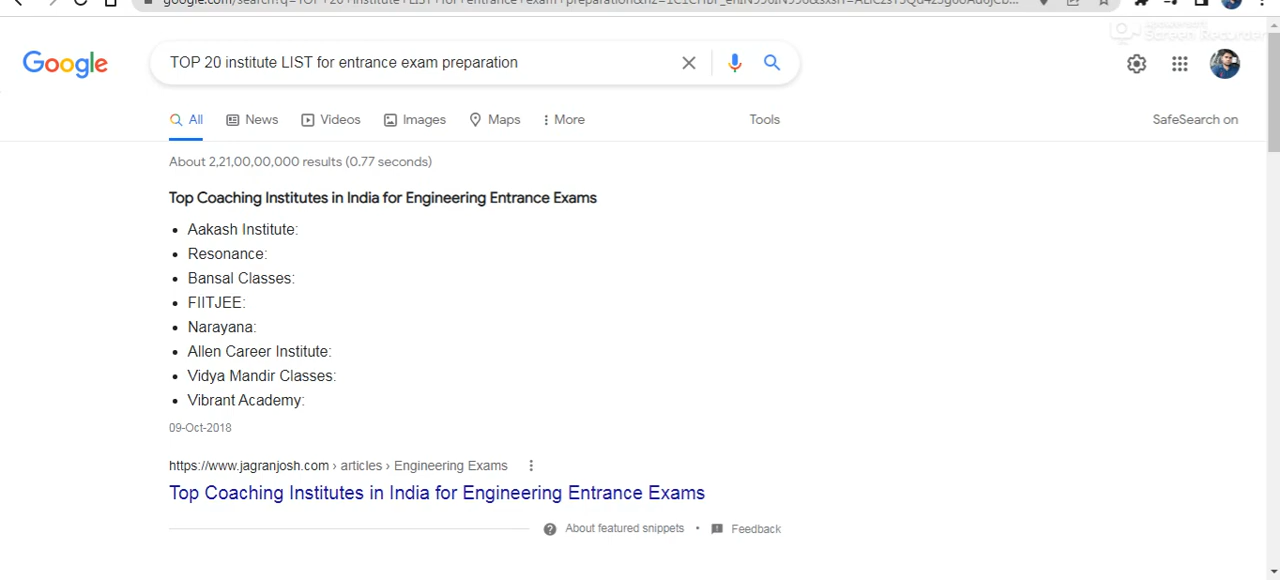 Google
TOP 20 institute LIST for entrance exam preparation
All News Videos Images Maps More Tools SafeSearch on
About 2,21,00,00,000 results (0.77 seconds)
Top Coaching Institutes in India for Engineering Entrance Exams
• Aakash Institute:
• Resonance:
• Bansal Classes:
• FIITJEE:
• Narayana:
• Allen Career Institute:
• Vidya Mandir Classes:
• Vibrant Academy:
09-Oct-2018
https://www.jagranjosh.com › articles › Engineering Exams
Top Coaching Institutes in India for Engineering Entrance Exams
About featured snippets • Feedback